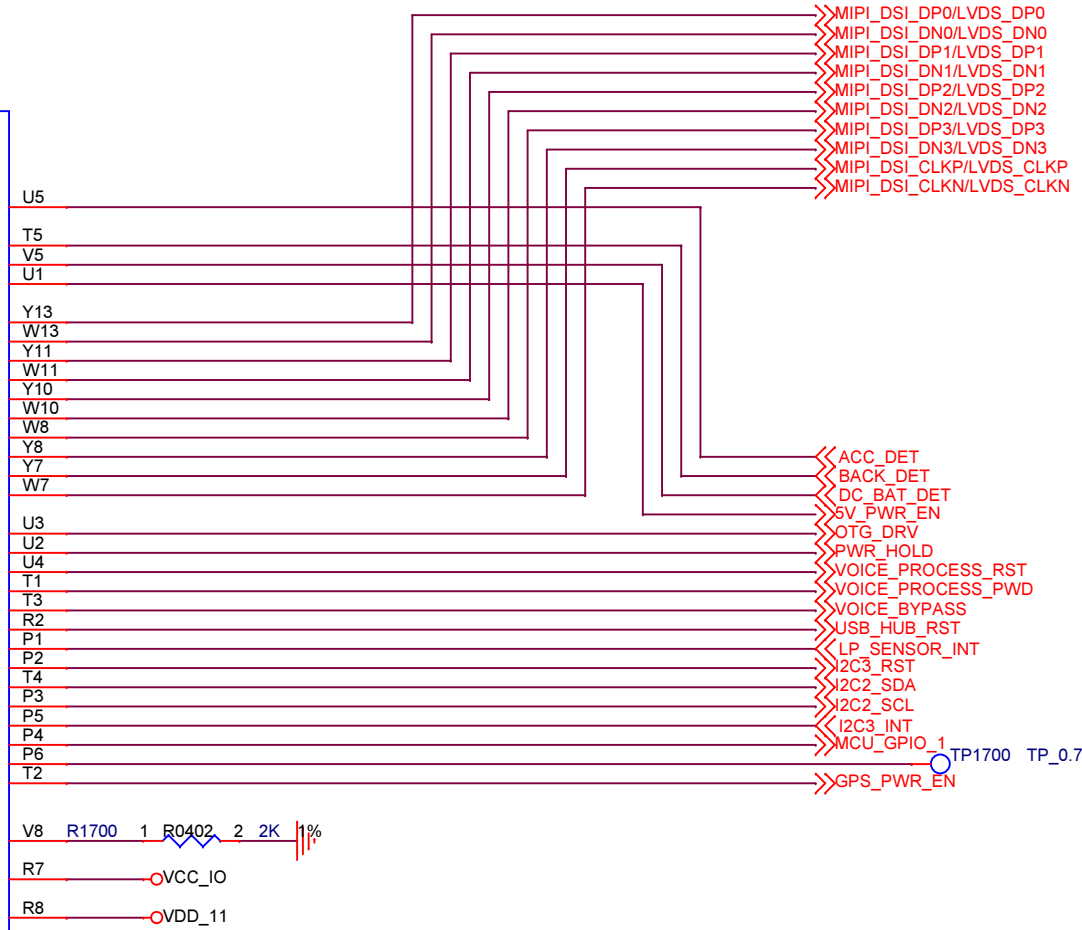 MIPI_DSI_DP0/LVDS_DP0
MIPI_DSI_DN0/LVDS_DN0
MIPI_DSI_DP1/LVDS_DP1
MIPI_DSI_DN1/LVDS_DN1
MIPI_DSI_DP2/LVDS_DP2
MIPI_DSI_DN2/LVDS_DN2
MIPI_DSI_DP3/LVDS_DP3
MIPI_DSI_DN3/LVDS_DN3
MIPI_DSI_CLKP/LVDS_CLKP
MIPI_DSI_CLKN/LVDS_CLKN
U5
T5
V5
U1
Y13
W13
Y11
W11
Y10
W10
W8
Y8
Y7
W7
ACC_DET
BACK_DET
DC_BAT_DET
5V_PWR_EN
U3 OTG_DRV
U2 PWR_HOLD
U4 VOICE_PROCESS_RST
T1 VOICE_PROCESS_PWD
T3 VOICE_BYPASS
R2 USB_HUB_RST
P1 LP_SENSOR_INT
P2 I2C3_RST
T4 I2C2_SDA
P3 I2C2_SCL
P5 I2C3_INT
P4 MCU_GPIO_1
P6 TP1700 TP_0.7
T2 GPS_PWR_EN
V8 R1700 1 R0402 2 2K 1%
R7 VCC_IO
R8 VDD_11